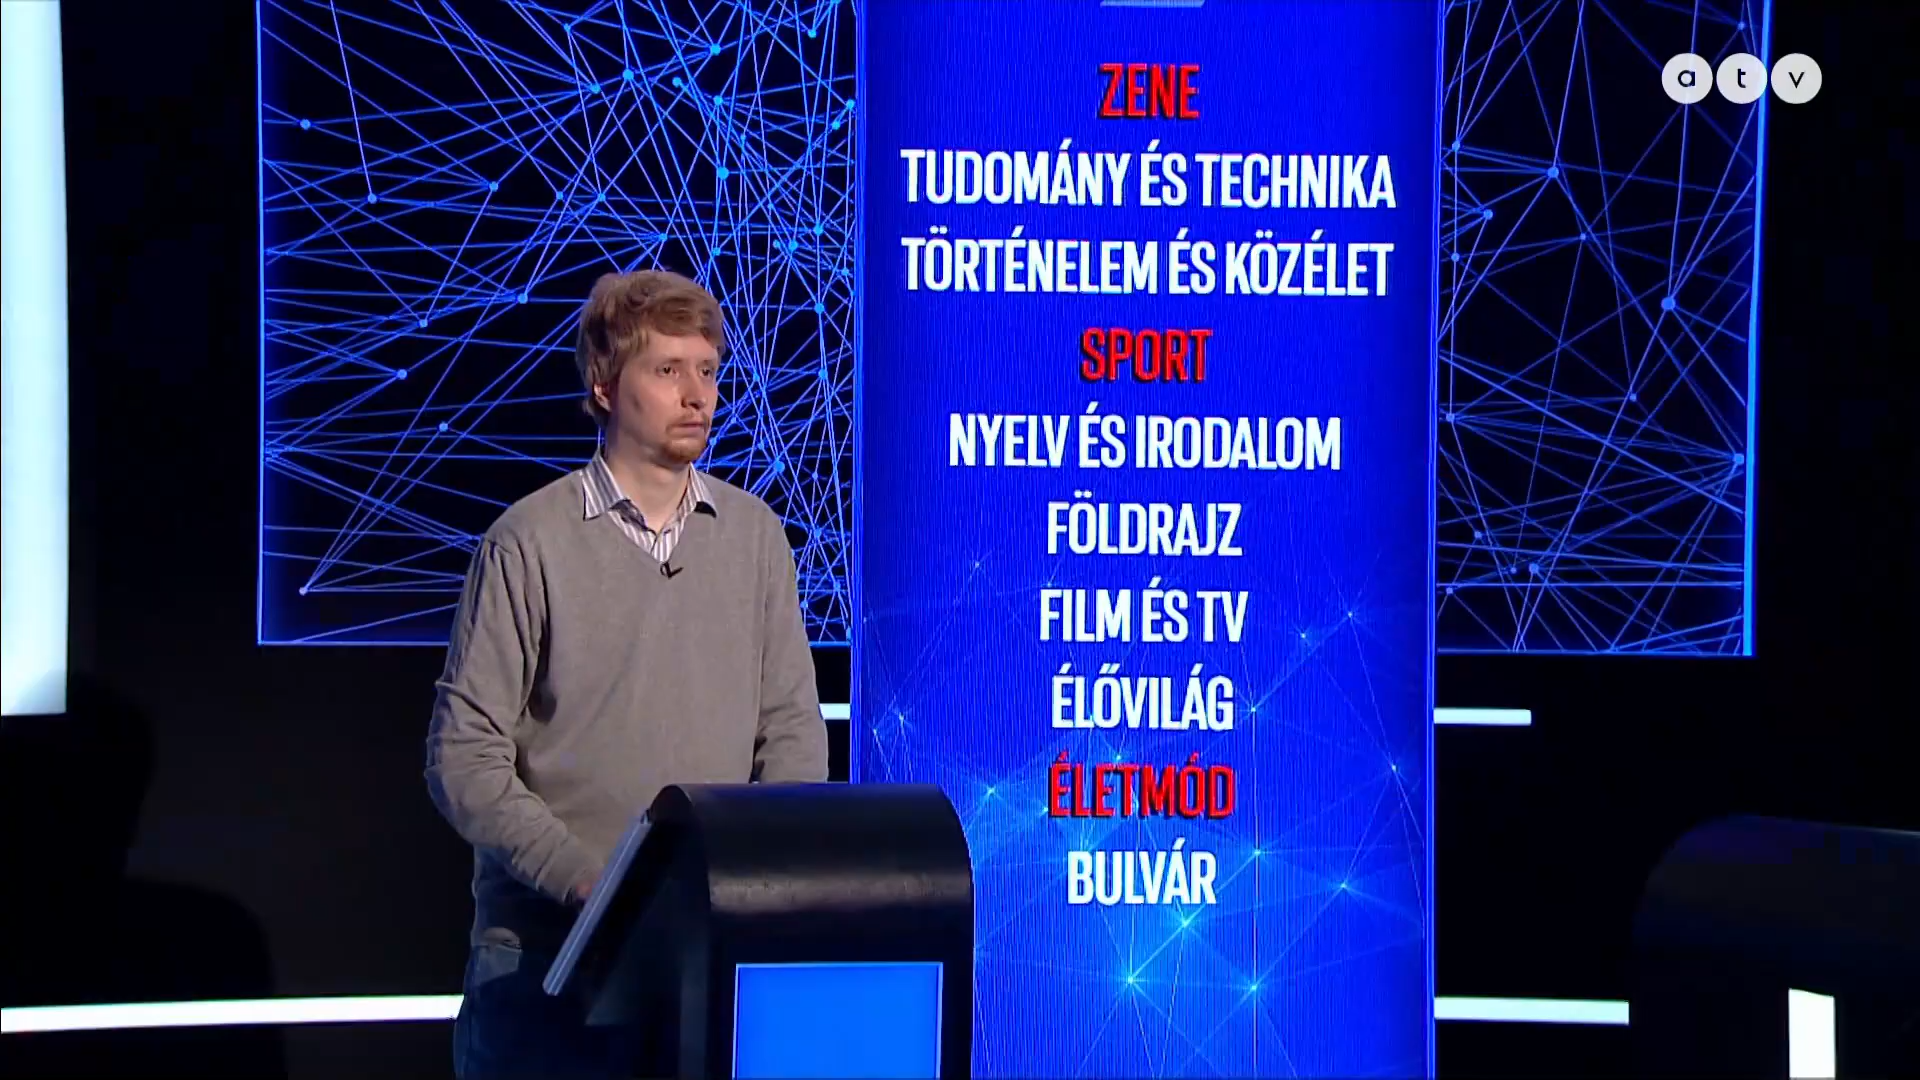 atv
ZENE
TUDOMÁNY ÉS TECHNIKA
TÖRTÉNELEM ÉS KÖZÉLET
SPORT
NYELV ÉS IRODALOM
FÖLDRAJZ
FILM ÉS TV
ÉLŐVILÁG
ÉLETMÓD
BULVÁR